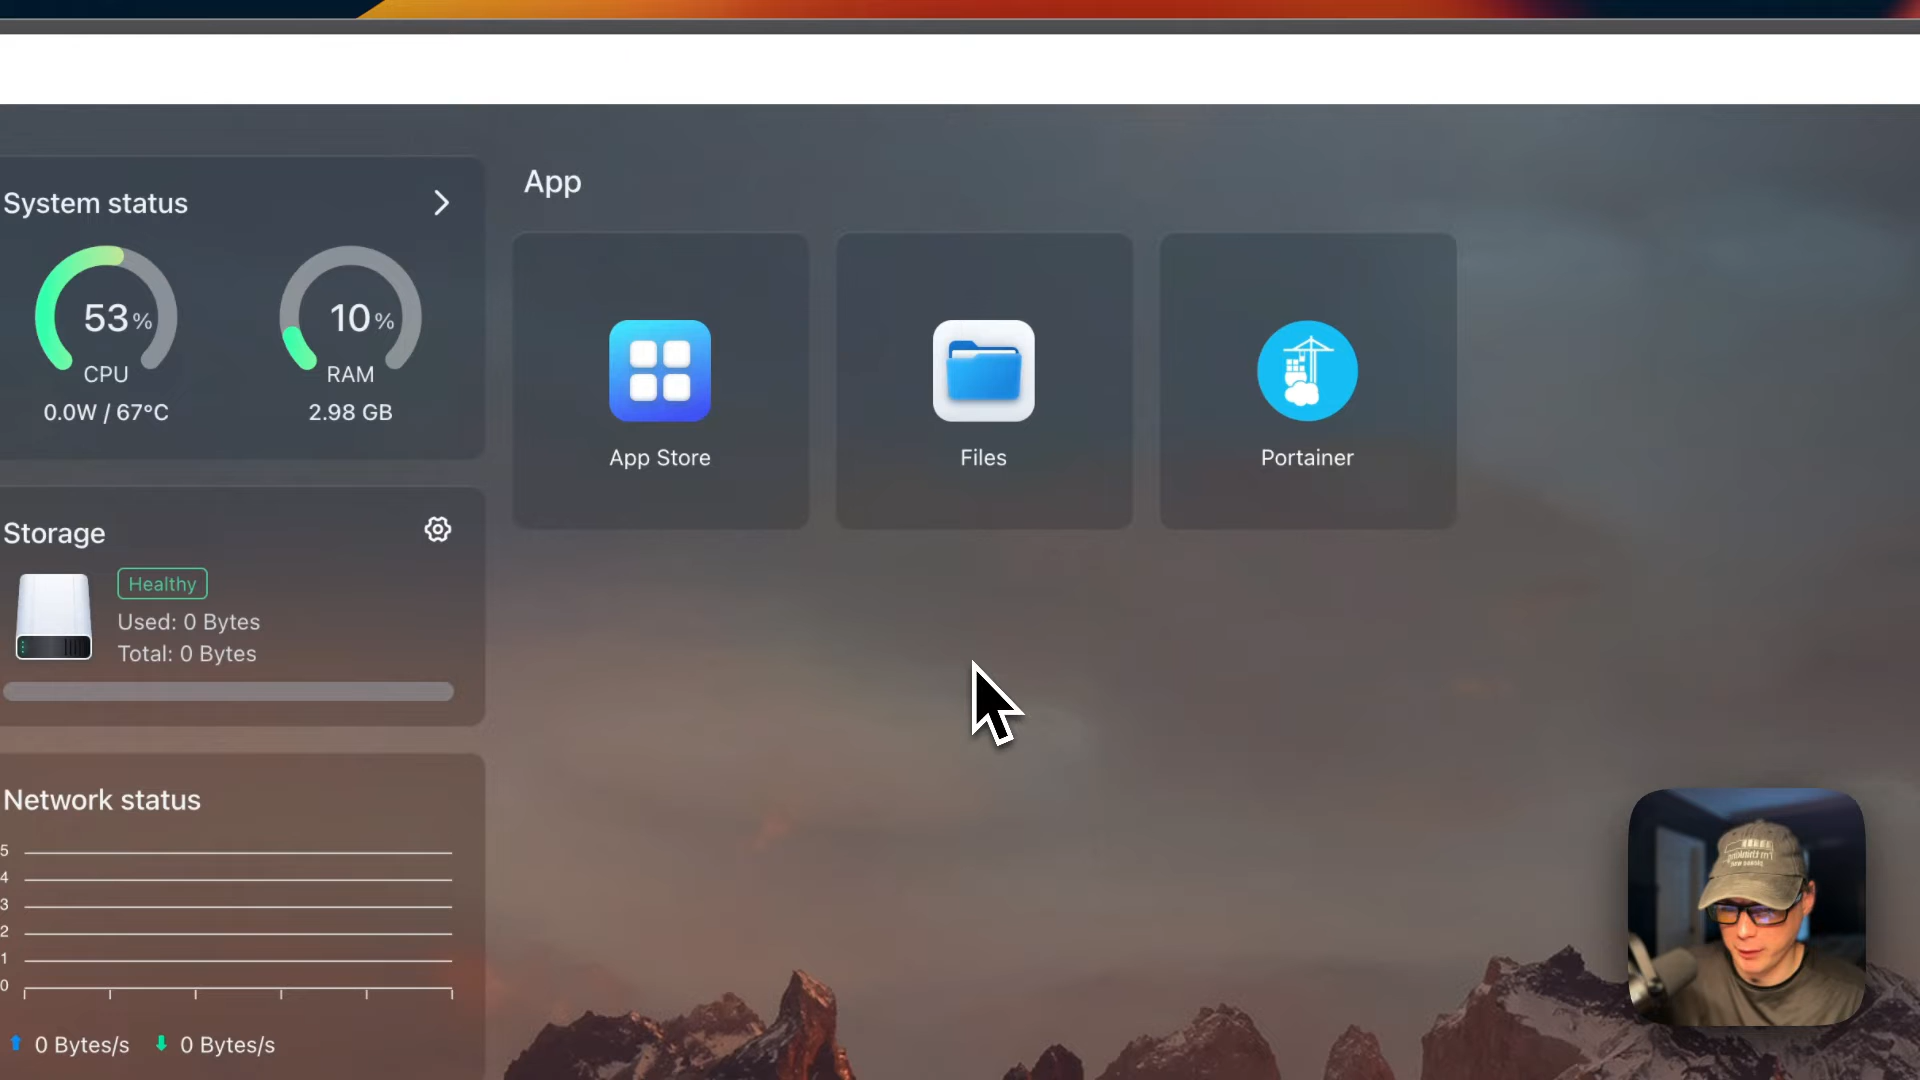 System status
53%
CPU
0.0W / 67°C
10%
RAM
2.98 GB
Storage
Healthy
Used: 0 Bytes
Total: 0 Bytes
Network status
5
4
3
2
1
0
0 Bytes/s
0 Bytes/s
App
App Store
Files
Portainer